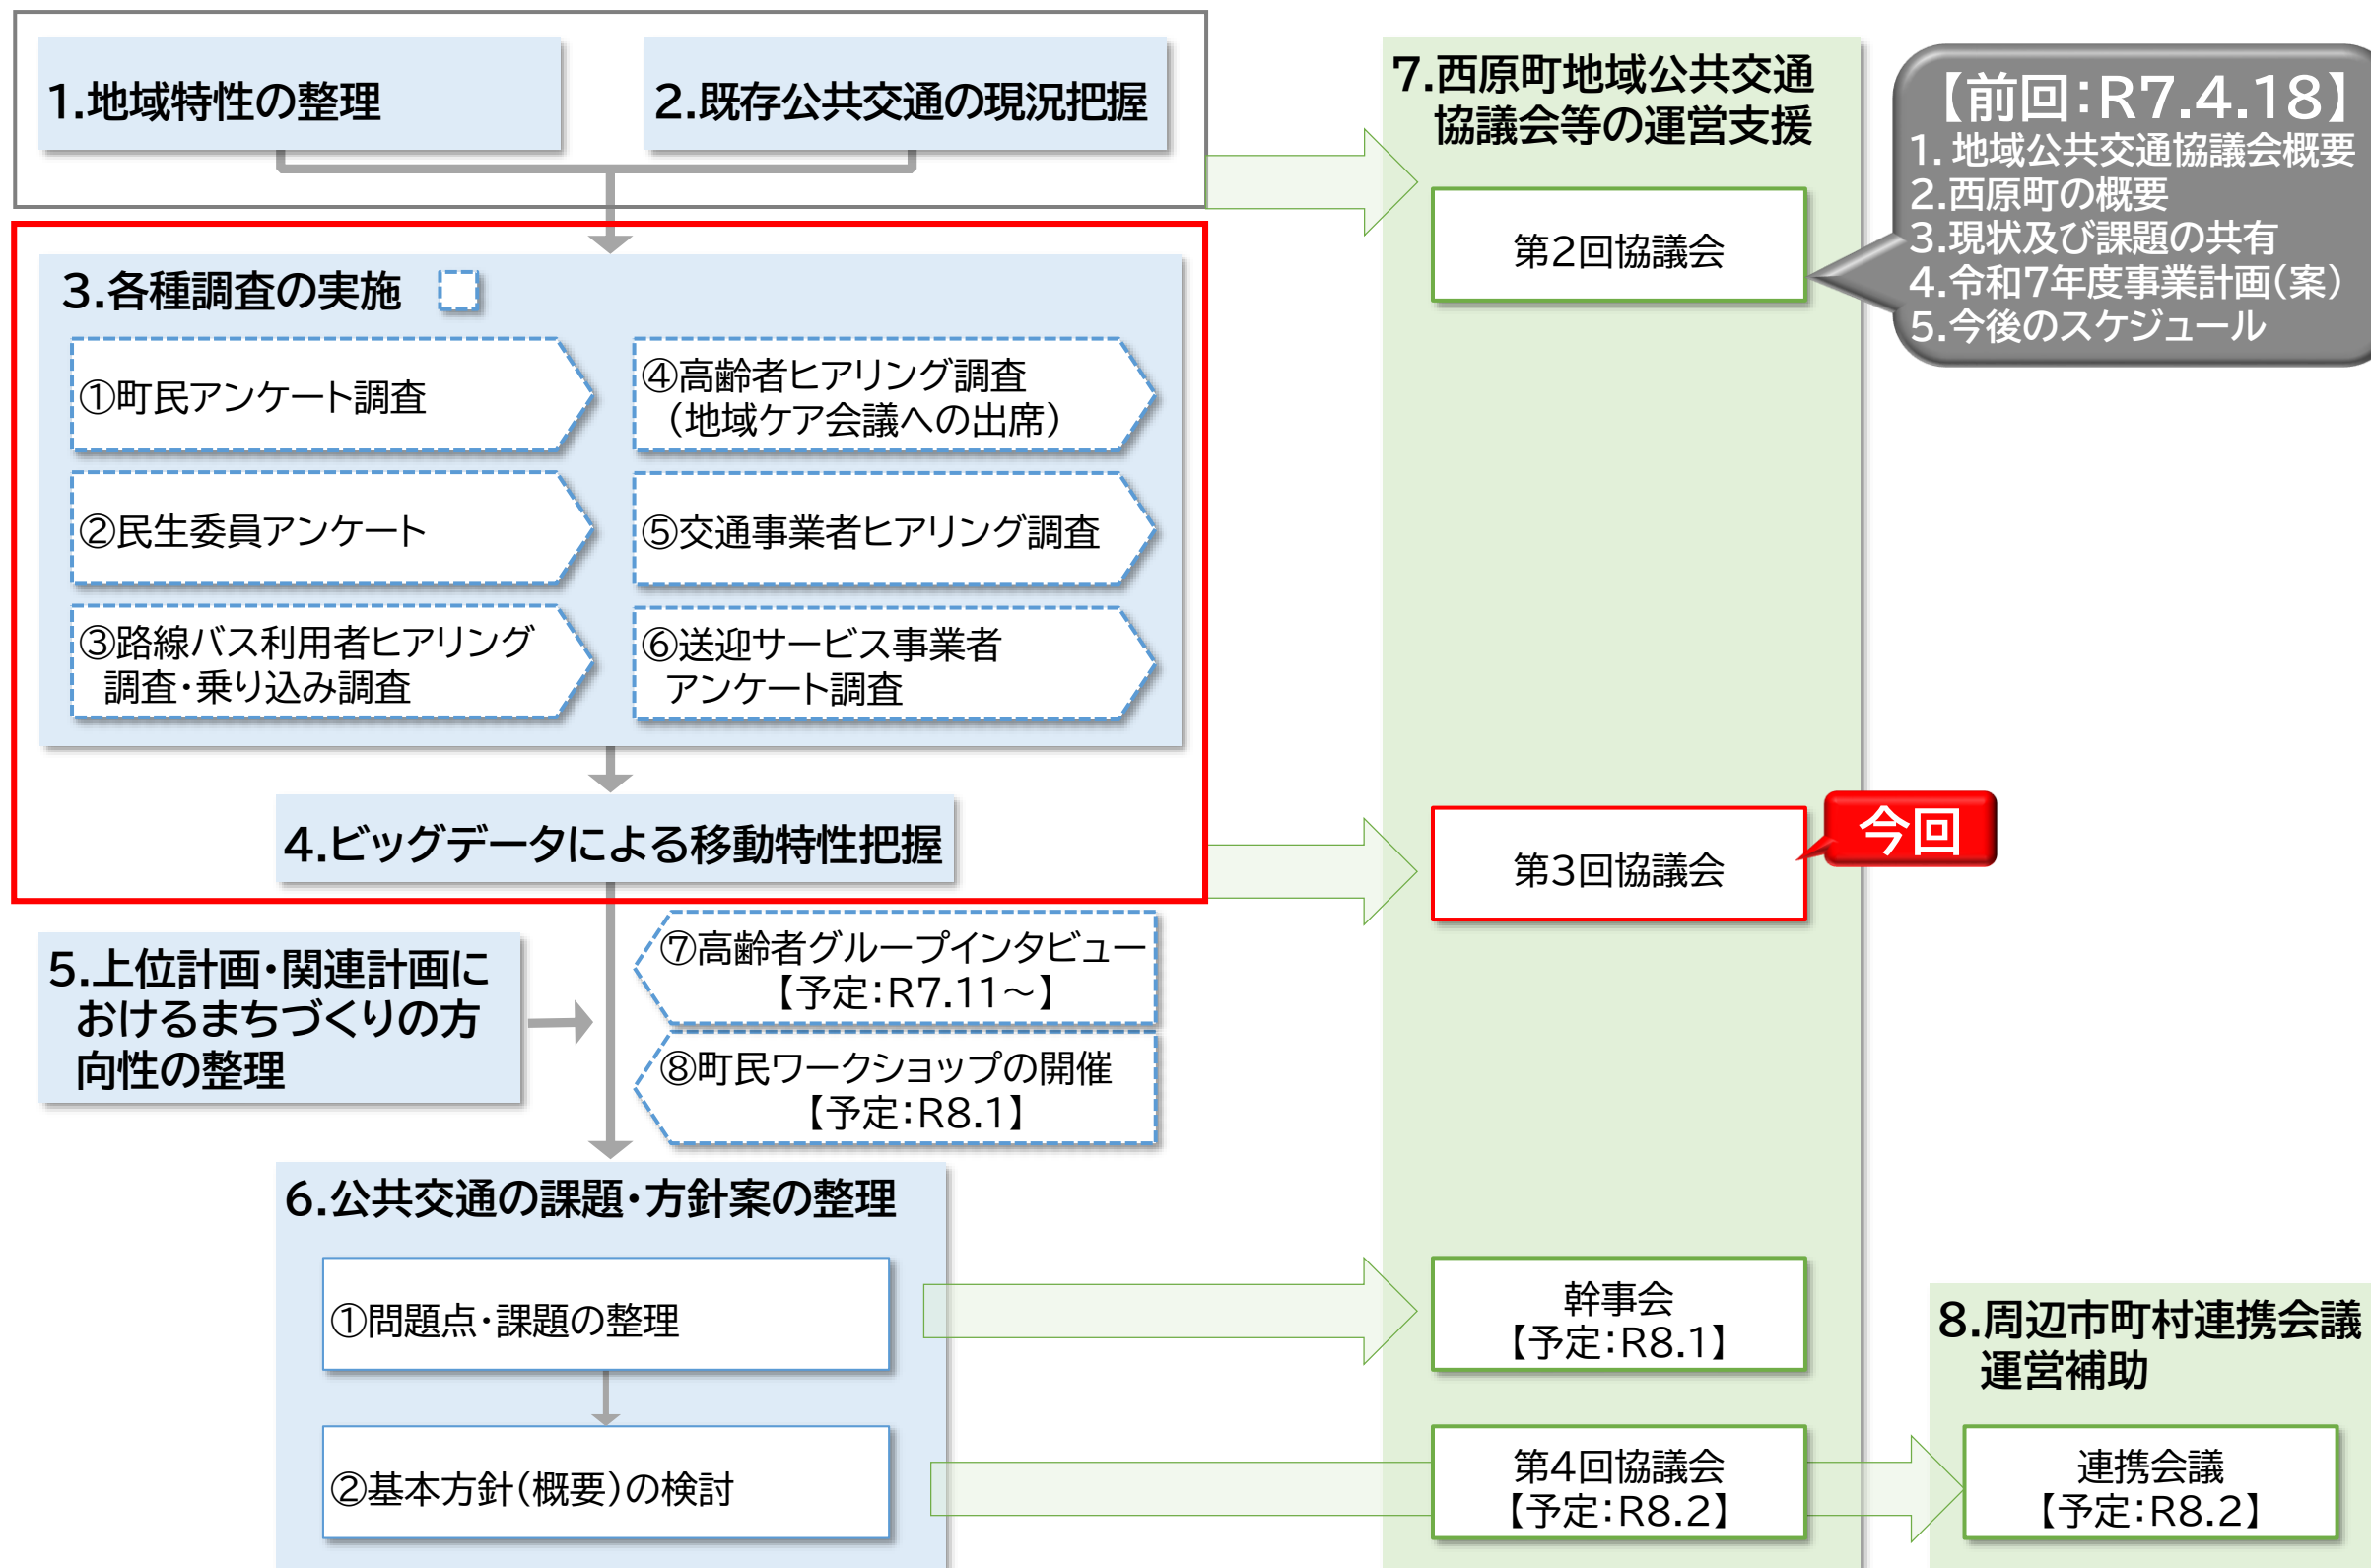 1.地域特性の整理
2.既存公共交通の現況把握
3.各種調査の実施
①町民アンケート調査
②民生委員アンケート
③路線バス利用者ヒアリング
調査・乗り込み調査
④高齢者ヒアリング調査
（地域ケア会議への出席）
⑤交通事業者ヒアリング調査
⑥送迎サービス事業者
アンケート調査
4.ビッグデータによる移動特性把握
5.上位計画・関連計画に
おけるまちづくりの方
向性の整理
⑦高齢者グループインタビュー
【予定：R7.11～】
⑧町民ワークショップの開催
【予定：R8.1】
6.公共交通の課題・方針案の整理
①問題点・課題の整理
②基本方針（概要）の検討
7.西原町地域公共交通
協議会等の運営支援
第2回協議会
【前回：R7.4.18】
1.地域公共交通協議会概要
2.西原町の概要
3.現状及び課題の共有
4.令和7年度事業計画（案）
5.今後のスケジュール
第3回協議会
今回
幹事会
【予定：R8.1】
第4回協議会
【予定：R8.2】
8.周辺市町村連携会議
運営補助
連携会議
【予定：R8.2】